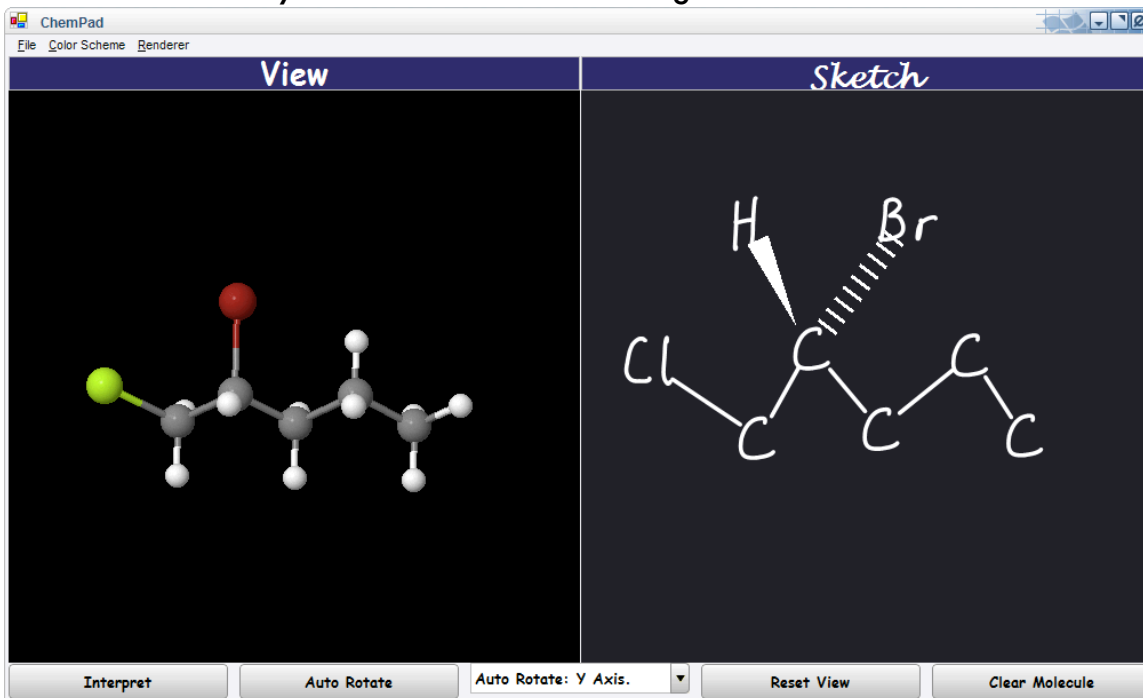 ChemPad
File Color Scheme Renderer
View
Sketch
H Br
Cl C C
C C C
Interpret Auto Rotate Auto Rotate: Y Axis. Reset View Clear Molecule